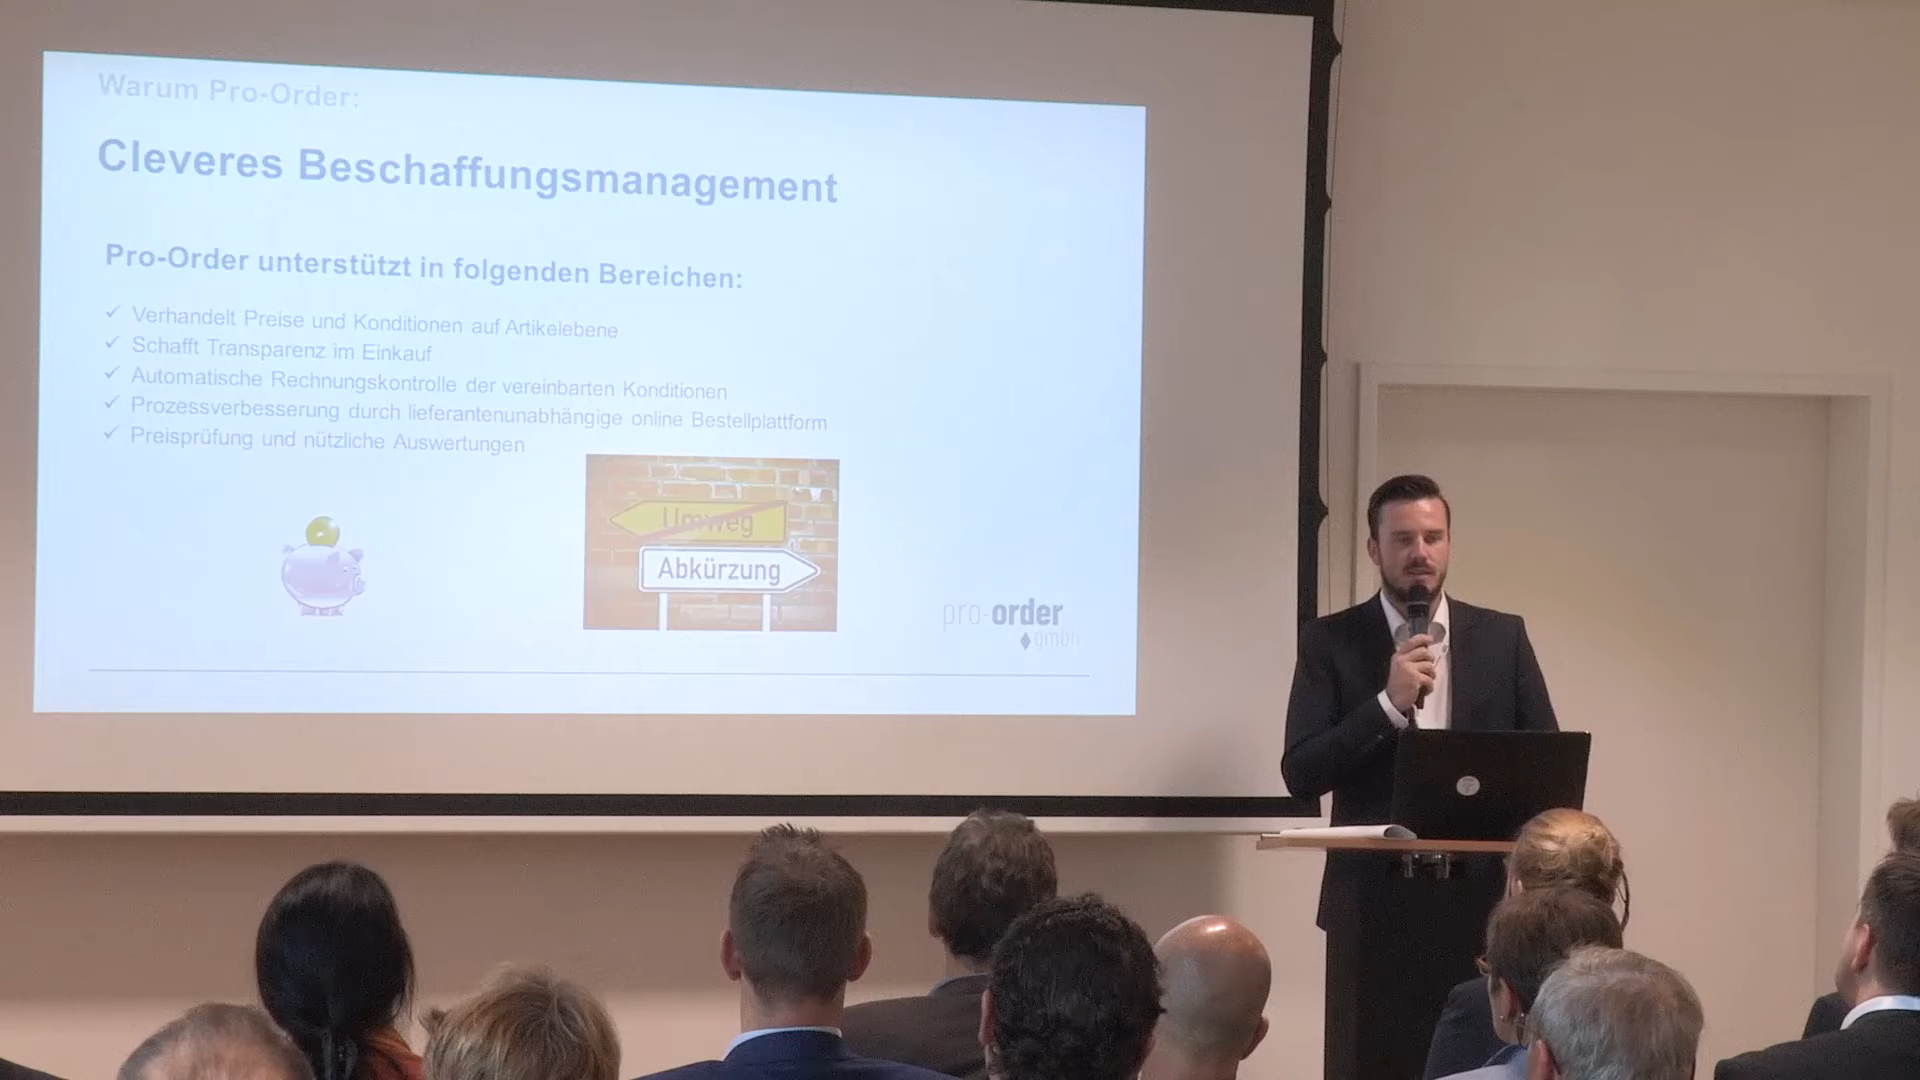 Warum Pro-Order:
Cleveres Beschaffungsmanagement
Pro-Order unterstützt in folgenden Bereichen:
✓ Verhandelt Preise und Konditionen auf Artikelebene
✓ Schafft Transparenz im Einkauf
✓ Automatische Rechnungskontrolle der vereinbarten Konditionen
✓ Prozessverbesserung durch lieferantenunabhängige online Bestellplattform
✓ Preisprüfung und nützliche Auswertungen
Umweg
Abkürzung
pro-order
gmbh